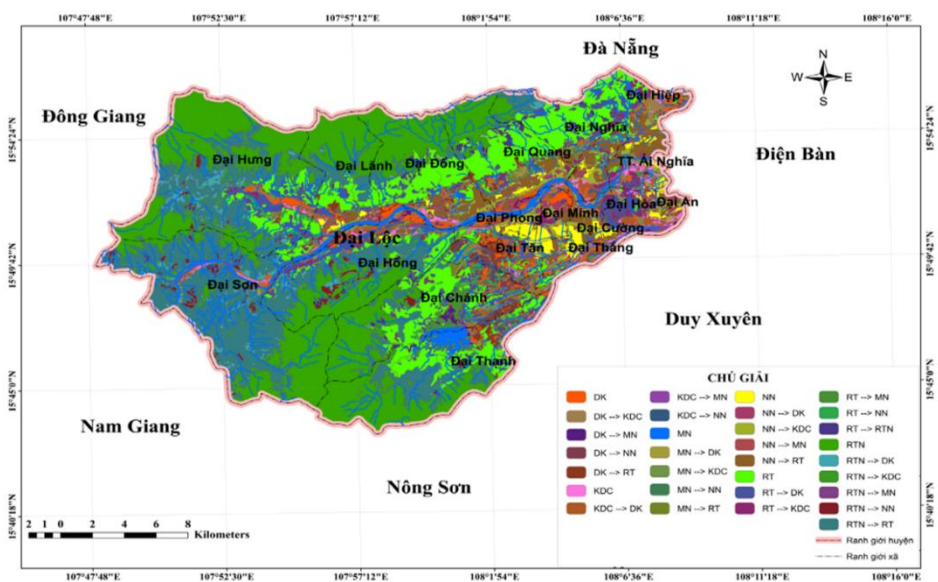 107°47'48"E 107°52'30"E 107°57'12"E 108°1'54"E 108°6'36"E 108°11'18"E 108°16'0"E
Đà Nẵng
N
W E
S
Đại Hiệp
Đông Giang
Đại Nghĩa
15°54'24"N
15°54'24"N
Đại Quang
Điện Bàn
Đại Hưng
Đại Lãnh
Đại Đồng
TT. Ái Nghĩa
Đại Phong
Đại Minh
Đại Hòa
Đại An
Đại Cường
Đại Lộc
Đại Tân
Đại Thắng
15°49'42"N
15°49'42"N
Đại Hồng
Đại Sơn
Đại Chánh
Duy Xuyên
Đại Thạnh
15°45'0"N
15°45'0"N
Nam Giang
Nông Sơn
15°40'18"N
15°40'18"N
CHÚ GIẢI
DK
DK --> KDC
DK --> MN
DK --> NN
DK --> RT
KDC
KDC --> DK
KDC --> MN
KDC --> NN
MN
MN --> DK
MN --> KDC
MN --> NN
MN --> RT
NN
NN --> DK
NN --> KDC
NN --> MN
NN --> RT
RT
RT --> DK
RT --> KDC
RT --> MN
RT --> NN
RT --> RTN
RTN
RTN --> DK
RTN --> KDC
RTN --> MN
RTN --> NN
RTN --> RT
Ranh giới huyện
Ranh giới xã
2 1 0 2 4 6 8
Kilometers
107°47'48"E 107°52'30"E 107°57'12"E 108°1'54"E 108°6'36"E 108°11'18"E 108°16'0"E